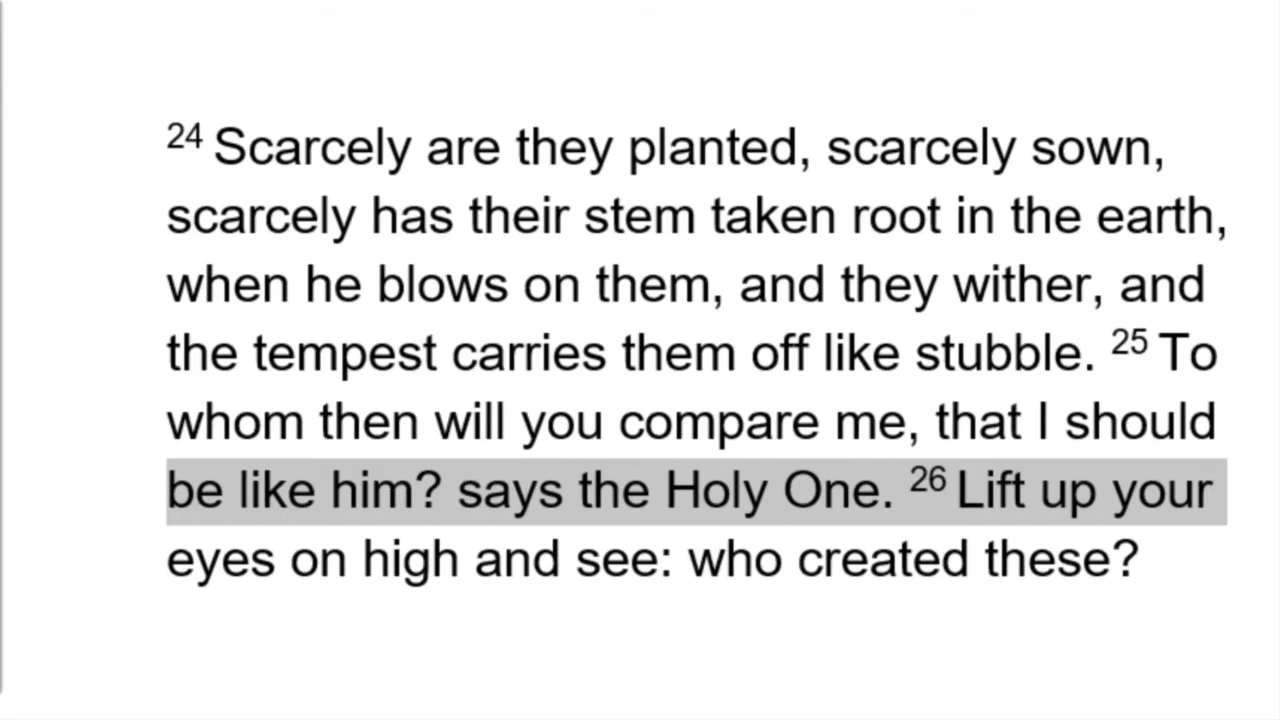 24 Scarcely are they planted, scarcely sown,
scarcely has their stem taken root in the earth,
when he blows on them, and they wither, and
the tempest carries them off like stubble. 25 To
whom then will you compare me, that I should
be like him? says the Holy One. 26 Lift up your
eyes on high and see: who created these?